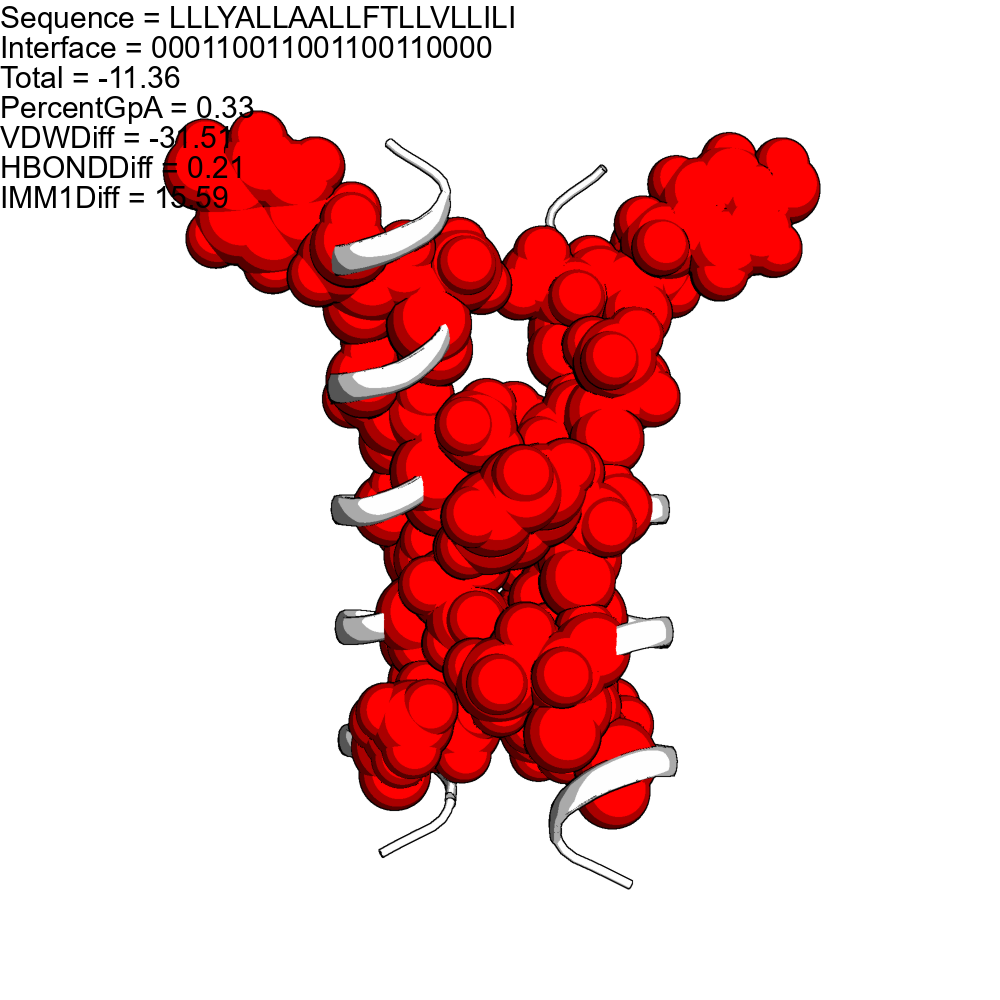 Sequence = LLLYALLAALLFTLLVLLILI
Interface = 000110011001100110000
Total = -11.36
PercentGpA = 0.33
VDWDiff = -31.51
HBONDDiff = 0.21
IMM1Diff = 15.59